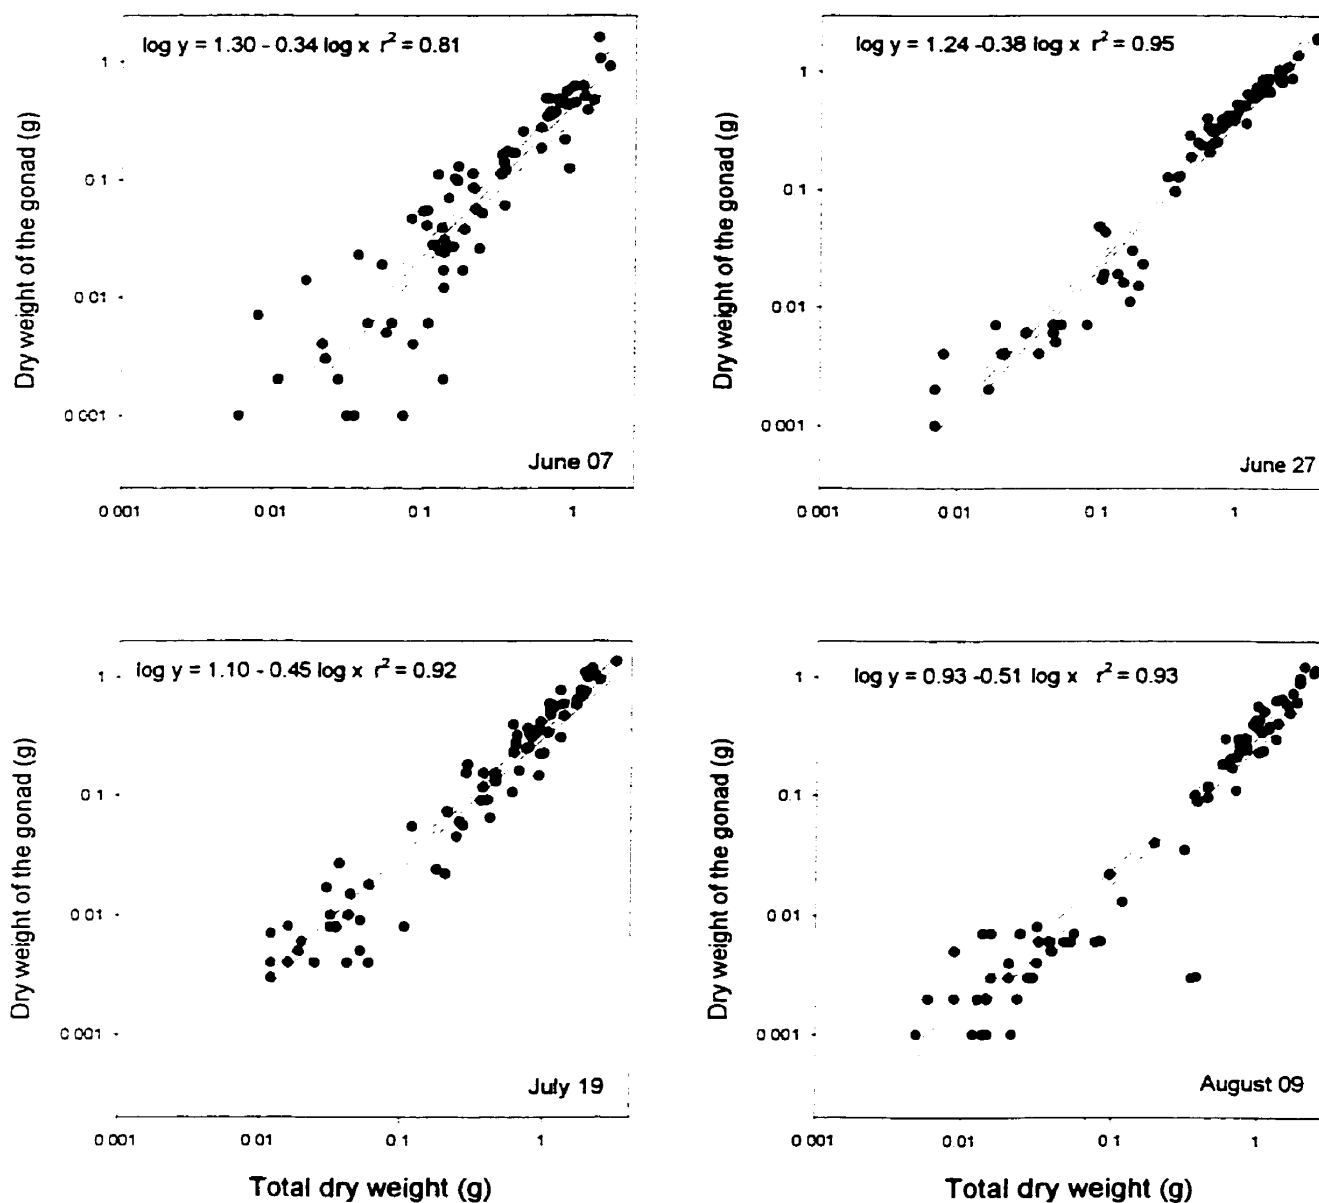 log y = 1.30 - 0.34 log x r² = 0.81
1
0.1
0.01
0.001
Dry weight of the gonad (g)
June 07
0.001 0.01 0.1 1
log y = 1.24 -0.38 log x r² = 0.95
1
0.1
0.01
0.001
Dry weight of the gonad (g)
June 27
0.001 0.01 0.1 1
log y = 1.10 - 0.45 log x r² = 0.92
1
0.1
0.01
0.001
Dry weight of the gonad (g)
July 19
0.001 0.01 0.1 1
Total dry weight (g)
log y = 0.93 -0.51 log x r² = 0.93
1
0.1
0.01
0.001
Dry weight of the gonad (g)
August 09
0.001 0.01 0.1 1
Total dry weight (g)